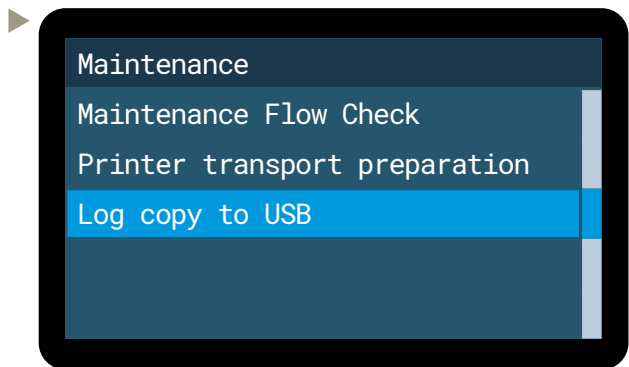 Maintenance
Maintenance Flow Check
Printer transport preparation
Log copy to USB